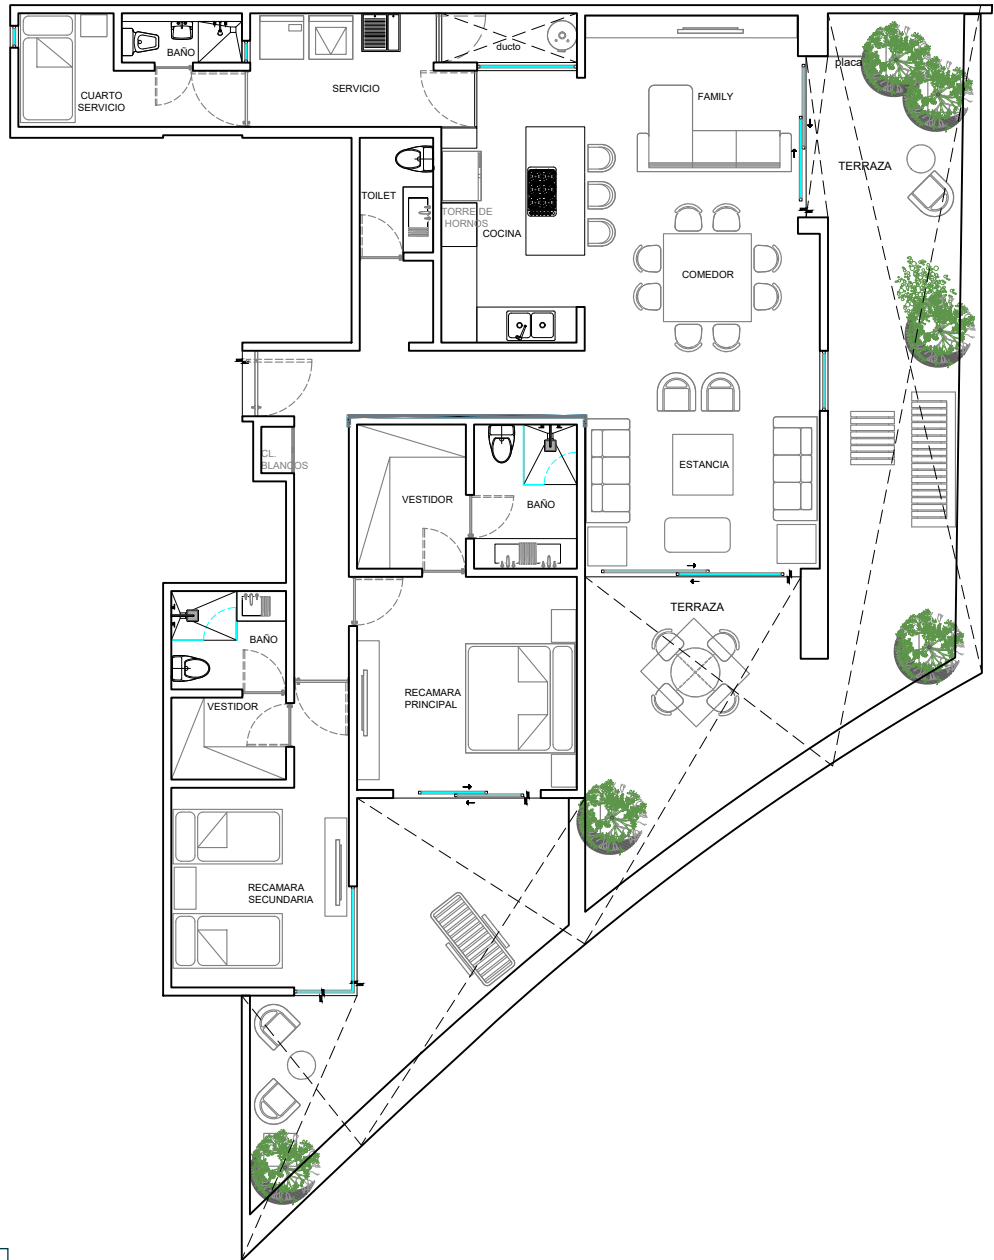 ducto
BAÑO
placa
CUARTO
SERVICIO
SERVICIO
FAMILY
TERRAZA
TOILET
TORRE DE
HORNOS
COCINA
COMEDOR
CL.
BLANCOS
ESTANCIA
VESTIDOR
BAÑO
TERRAZA
BAÑO
RECAMARA
PRINCIPAL
VESTIDOR
RECAMARA
SECUNDARIA